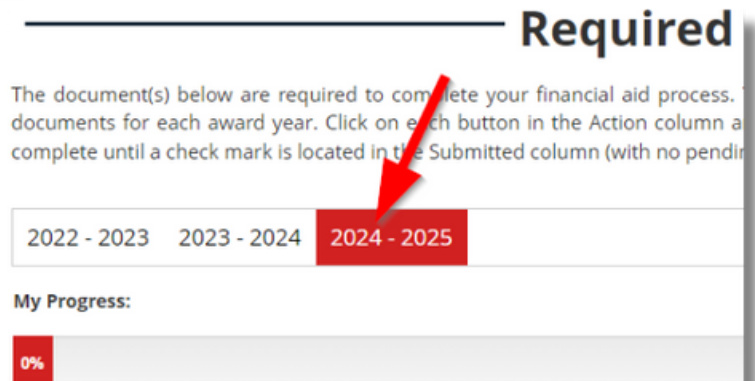 Required
The document(s) below are required to complete your financial aid process.
documents for each award year. Click on each button in the Action column
complete until a check mark is located in the Submitted column (with no
2022 - 2023 2023 - 2024 2024 - 2025
My Progress:
0%